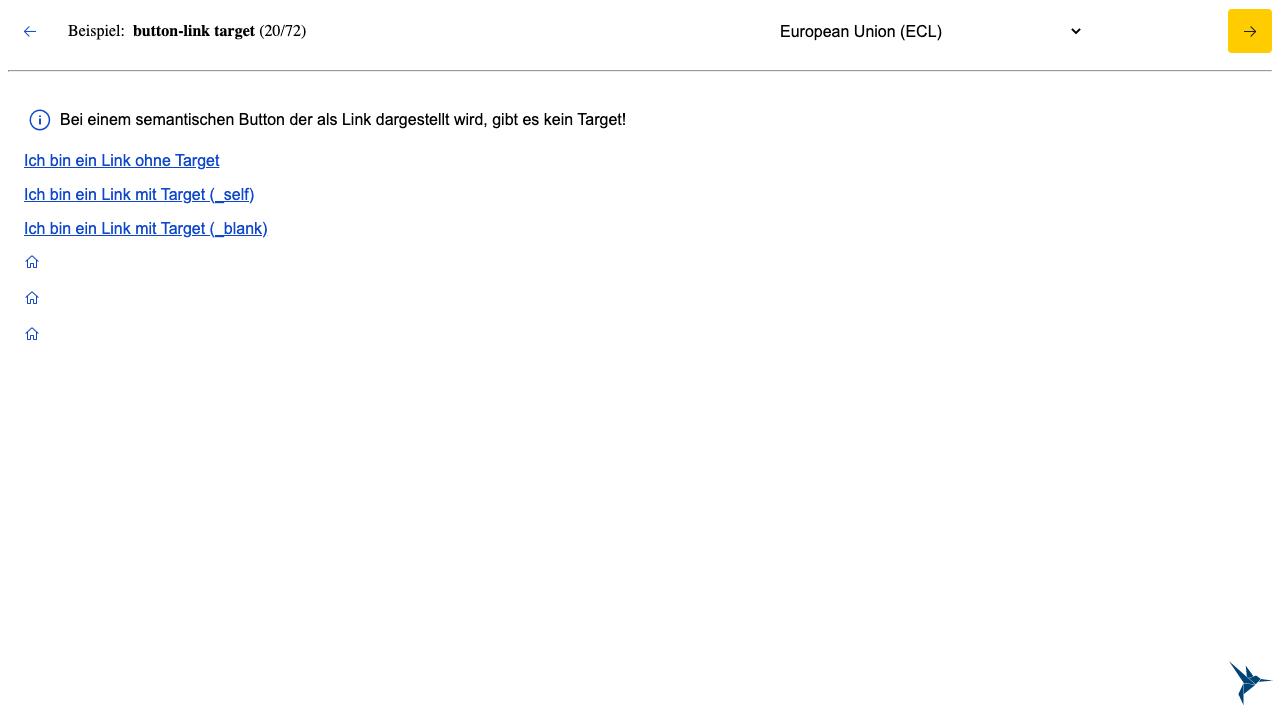 Beispiel: button-link target (20/72)
European Union (ECL)
Bei einem semantischen Button der als Link dargestellt wird, gibt es kein Target!
Ich bin ein Link ohne Target
Ich bin ein Link mit Target (_self)
Ich bin ein Link mit Target (_blank)